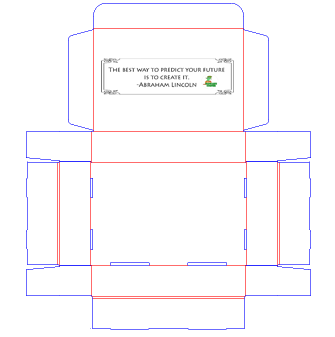 The best way to predict your future
is to create it.
-Abraham Lincoln